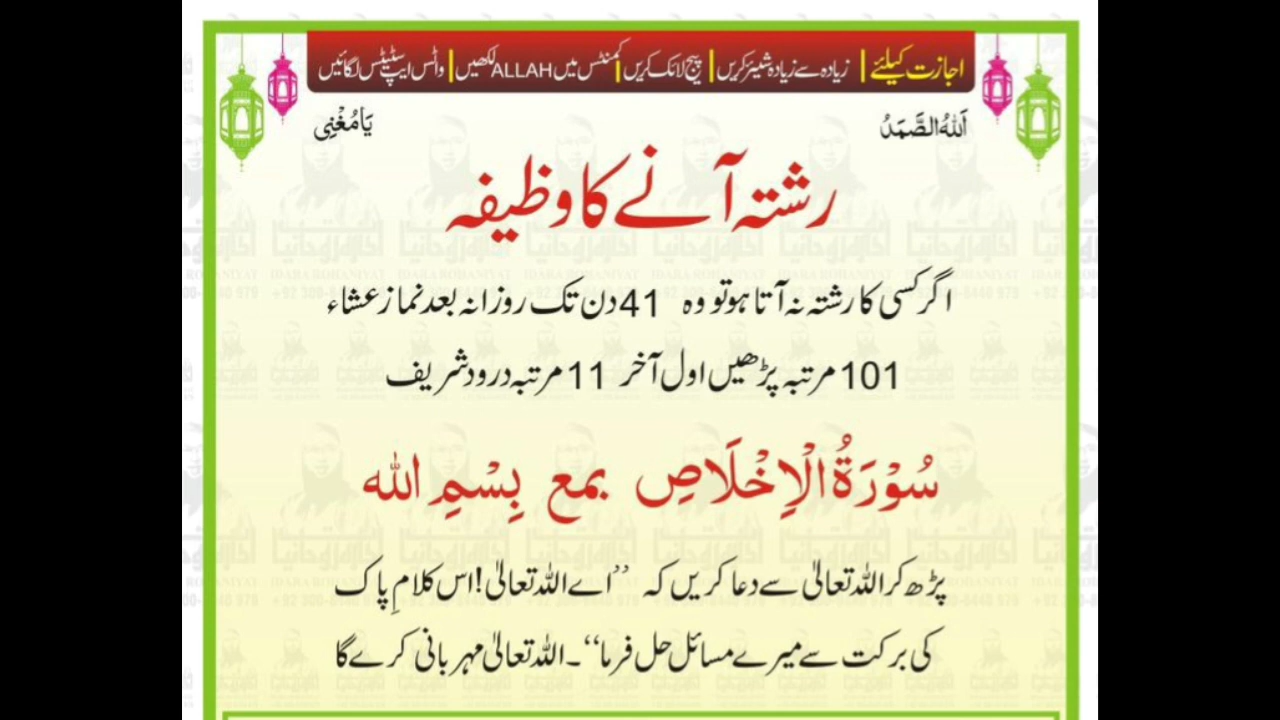 اجازت کیلئے | زیادہ سے زیادہ شیئر کریں | پیج لائک کریں | کمنٹس میں ALLAH لکھیں | واٹس ایپ سٹیٹس لگائیں
اَللّٰہُ الصَّمَدُ یَا مُغْنِی
رشتہ آنے کا وظیفہ
اگر کسی کا رشتہ نہ آتا ہو تو وہ 41 دن تک روزانہ بعد نماز عشاء
101 مرتبہ پڑھیں اول آخر 11 مرتبہ درود شریف
سُوْرَۃُ الْاِخْلَاصِ بمع بِسْمِ اللّٰہ
پڑھ کر اللہ تعالیٰ سے دعا کریں کہ ’’اے اللہ تعالیٰ! اس کلامِ پاک
کی برکت سے میرے مسائل حل فرما‘‘۔ اللہ تعالیٰ مہربانی کرے گا
IDARA ROHANIYAT